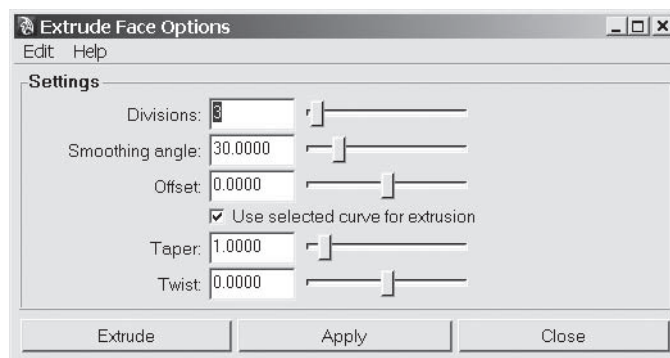 Extrude Face Options
Edit Help
Settings
Divisions: 3
Smoothing angle: 30.0000
Offset: 0.0000
Use selected curve for extrusion
Taper: 1.0000
Twist: 0.0000
Extrude Apply Close